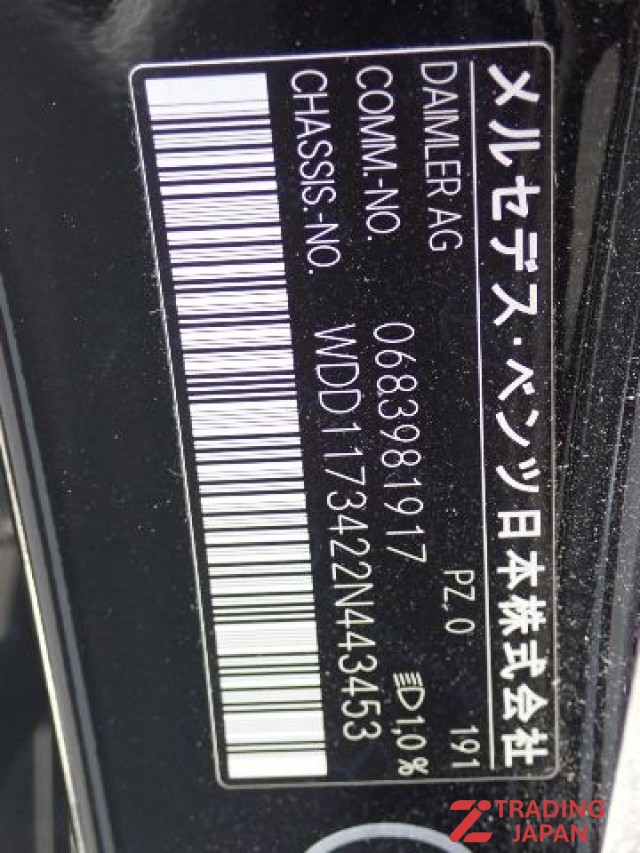 メルセデス・ベンツ日本株式会社
DAIMLER AG PZ,0 191
COMM.-NO. 0683981917 1,0 %
CHASSIS.-NO. WDD1173422N443453
TRADING
JAPAN